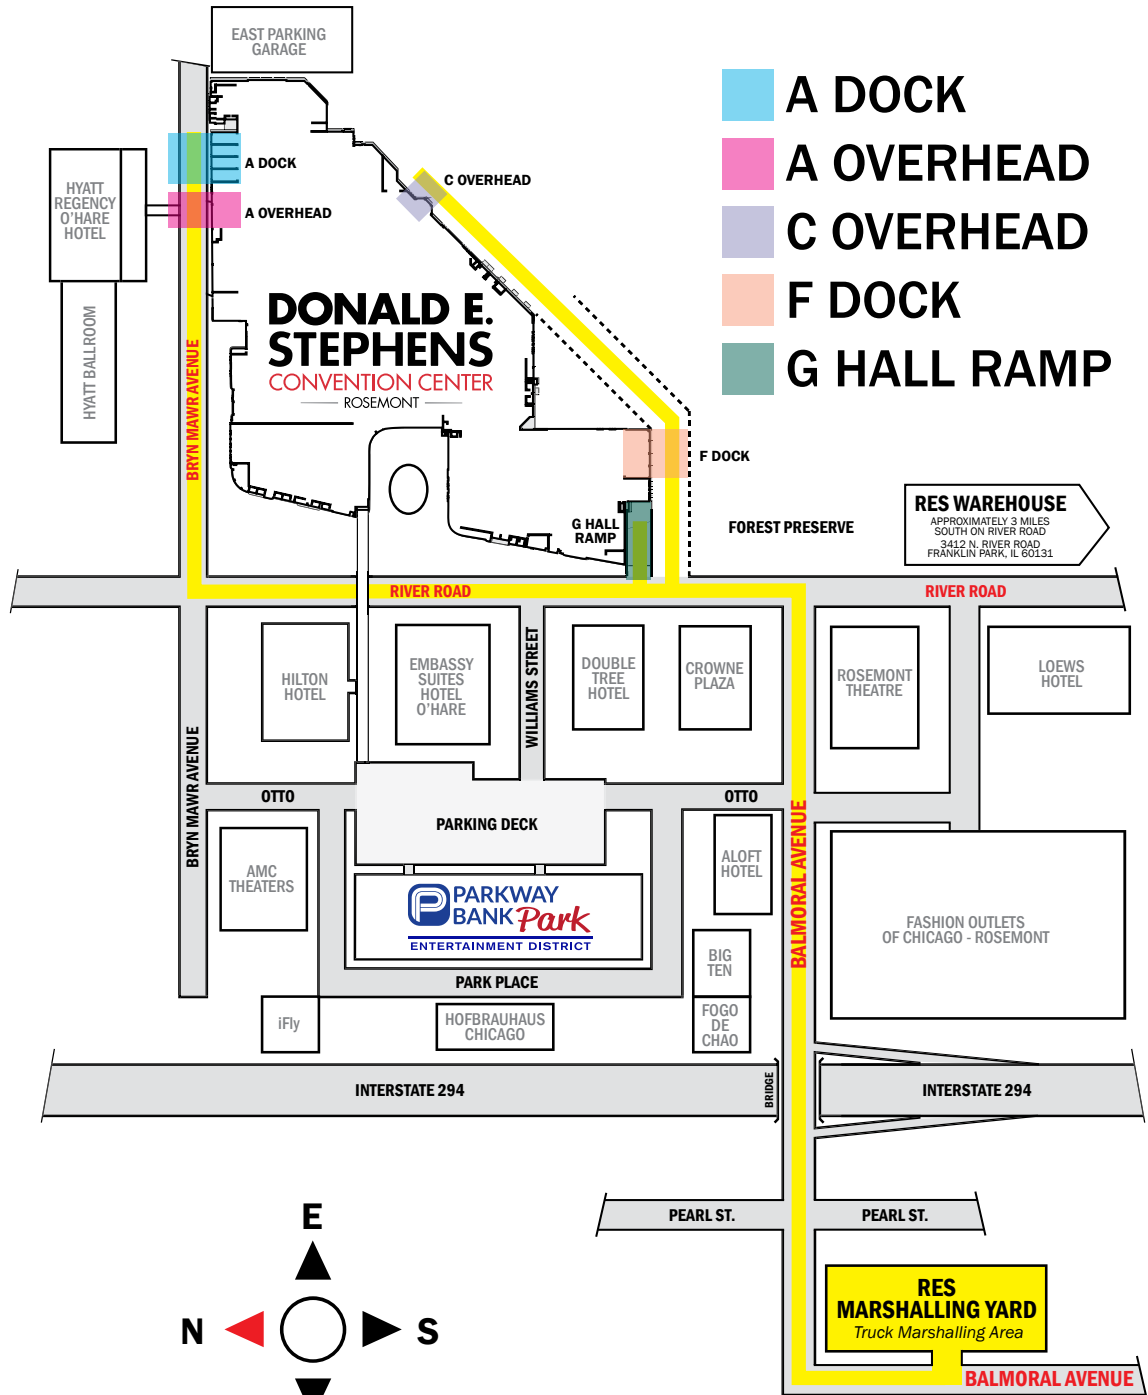 EAST PARKING
GARAGE
A DOCK
A OVERHEAD
C OVERHEAD
F DOCK
G HALL RAMP
HYATT
REGENCY
O'HARE
HOTEL
A DOCK
A OVERHEAD
C OVERHEAD
HYATT BALLROOM
BRYN MAWR AVENUE
DONALD E.
STEPHENS
CONVENTION CENTER
ROSEMONT
F DOCK
G HALL
RAMP
FOREST PRESERVE
RES WAREHOUSE
APPROXIMATELY 3 MILES
SOUTH ON RIVER ROAD
3412 N. RIVER ROAD
FRANKLIN PARK, IL 60131
RIVER ROAD
RIVER ROAD
HILTON
HOTEL
EMBASSY
SUITES
HOTEL
O'HARE
WILLIAMS STREET
DOUBLE
TREE
HOTEL
CROWNE
PLAZA
ROSEMONT
THEATRE
LOEWS
HOTEL
BRYN MAWR AVENUE
OTTO
PARKING DECK
OTTO
BALMORAL AVENUE
AMC
THEATERS
P PARKWAY
BANK Park
ENTERTAINMENT DISTRICT
ALOFT
HOTEL
FASHION OUTLETS
OF CHICAGO - ROSEMONT
BIG
TEN
PARK PLACE
iFly
HOFBRAUHAUS
CHICAGO
FOGO
DE
CHAO
INTERSTATE 294
BRIDGE
INTERSTATE 294
PEARL ST.
PEARL ST.
E
N
S
RES
MARSHALLING YARD
Truck Marshalling Area
BALMORAL AVENUE